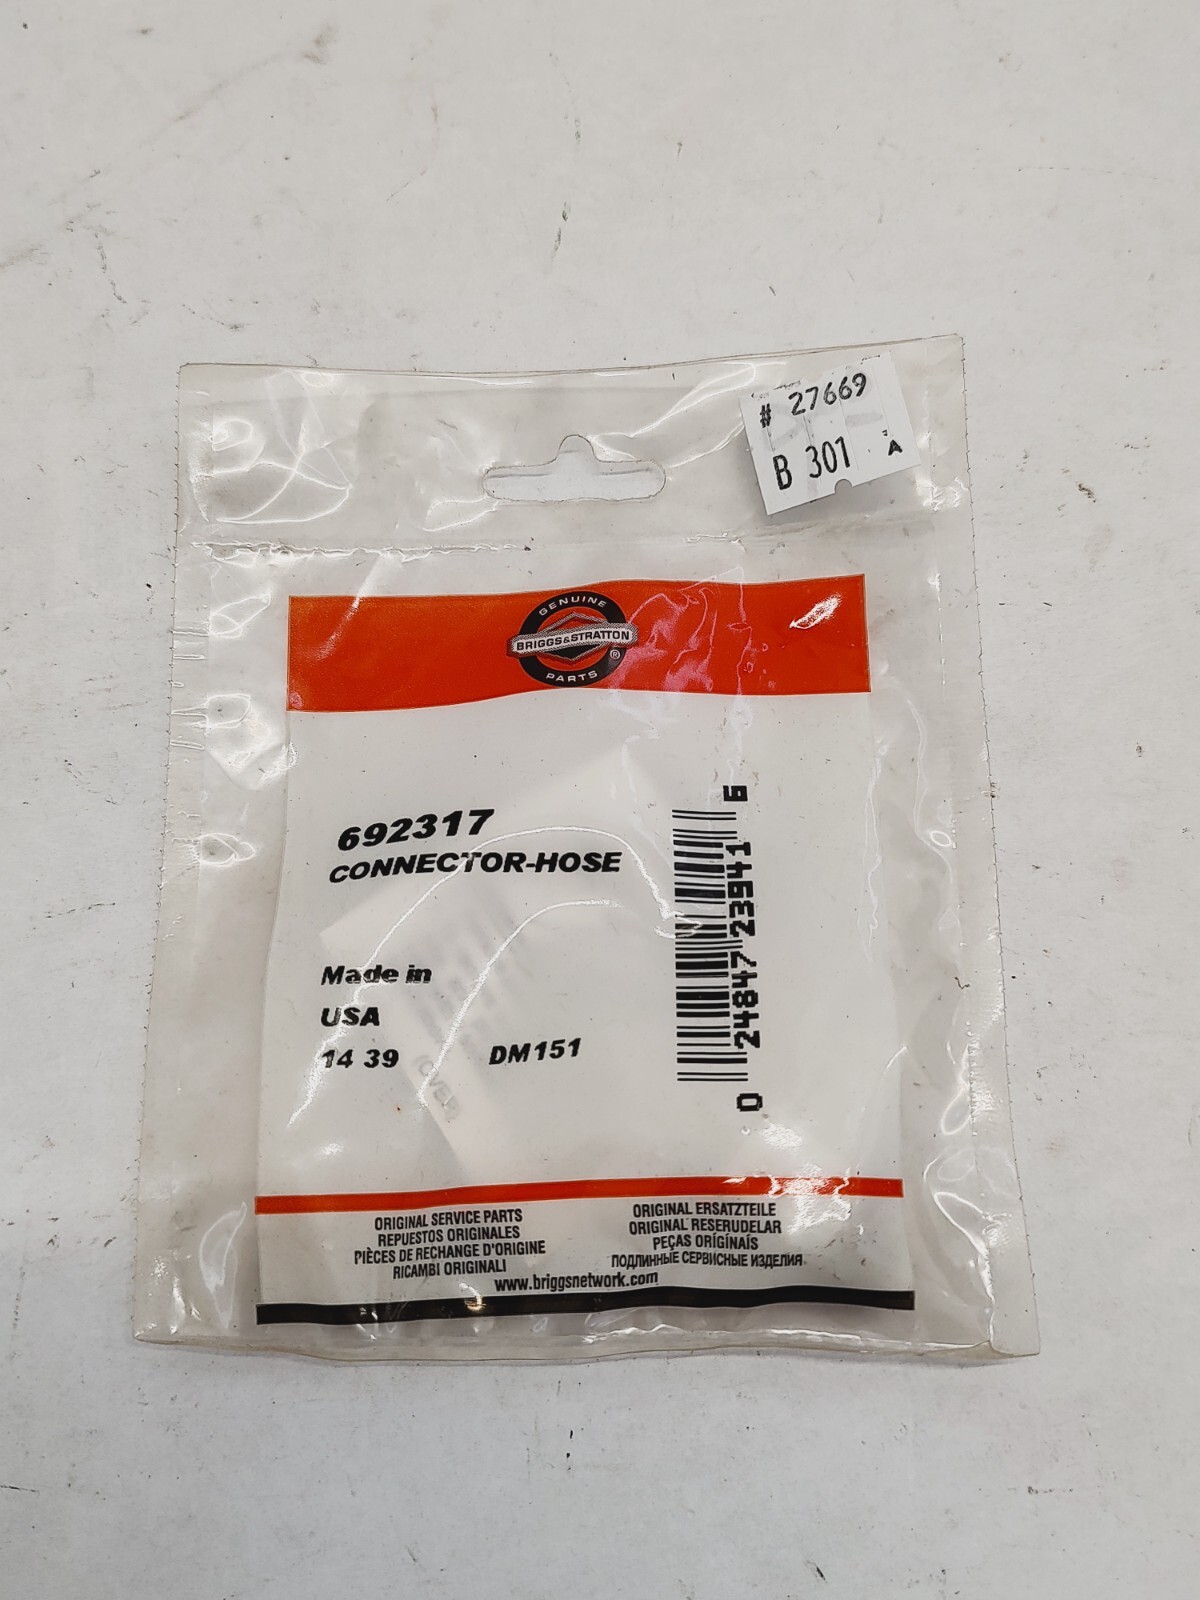 # 27669
B 301 A
GENUINE
BRIGGS&STRATTON
®
PARTS
692317
CONNECTOR-HOSE
Made in
USA
14 39 DM151
0 24847 23941 6
ORIGINAL SERVICE PARTS
REPUESTOS ORIGINALES
PIÈCES DE RECHANGE D'ORIGINE
RICAMBI ORIGINALI
ORIGINAL ERSATZTEILE
ORIGINAL RESERUDELAR
PEÇAS ORIGINAIS
ПОДЛИННЫЕ СЕРВИСНЫЕ ИЗДЕЛИЯ
www.briggsnetwork.com